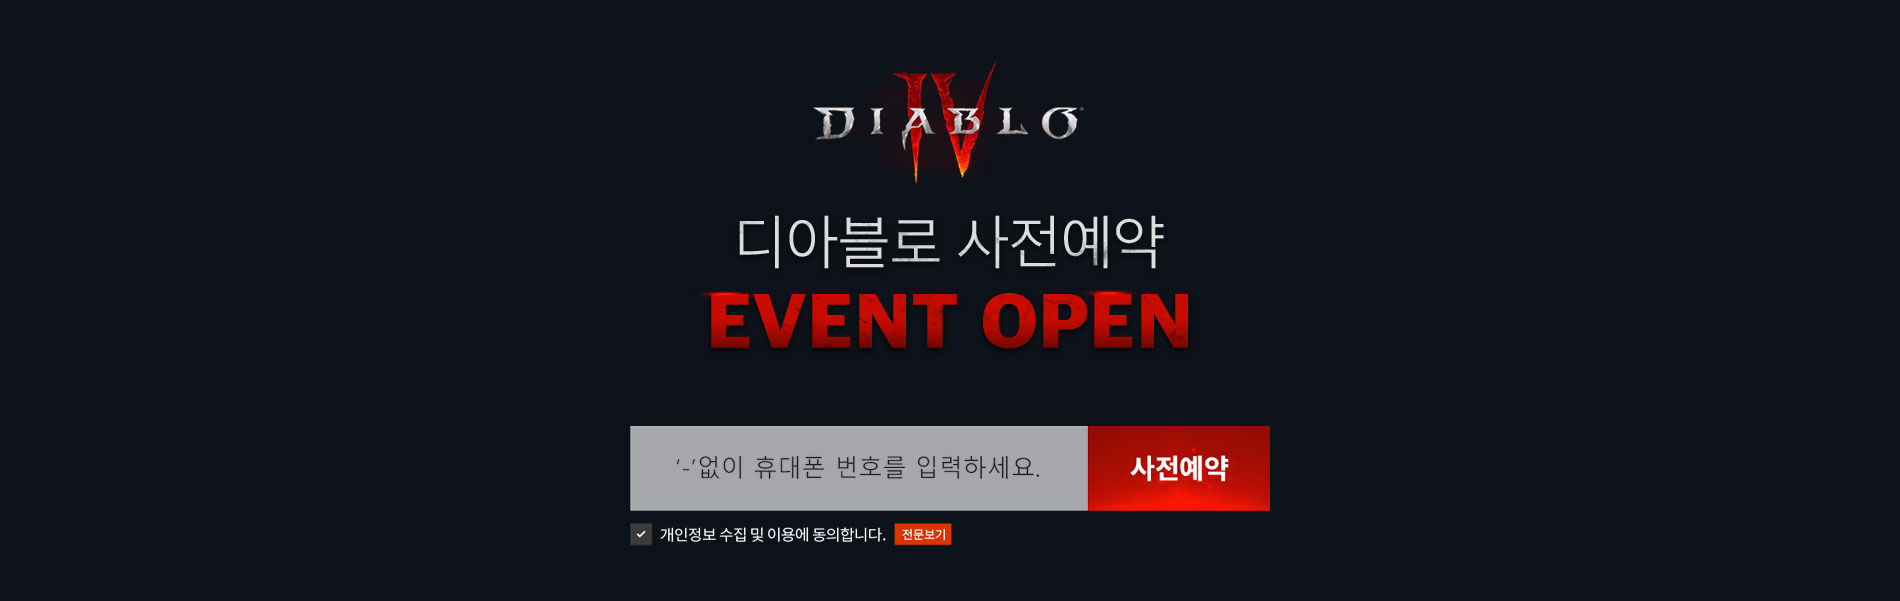 DIABLO IV
디아블로 사전예약
EVENT OPEN
‘-‘없이 휴대폰 번호를 입력하세요.
사전예약
개인정보 수집 및 이용에 동의합니다.
전문보기